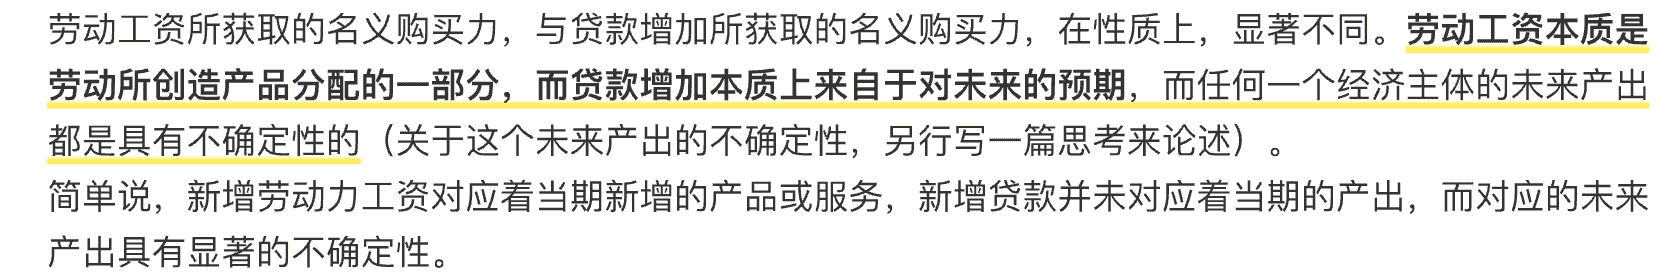 劳动工资所获取的名义购买力，与贷款增加所获取的名义购买力，在性质上，显著不同。劳动工资本质是
劳动所创造产品分配的一部分，而贷款增加本质上来自于对未来的预期，而任何一个经济主体的未来产出
都是具有不确定性的（关于这个未来产出的不确定性，另行写一篇思考来论述）。
简单说，新增劳动力工资对应着当期新增的产品或服务，新增贷款并未对应着当期的产出，而对应的未来
产出具有显著的不确定性。